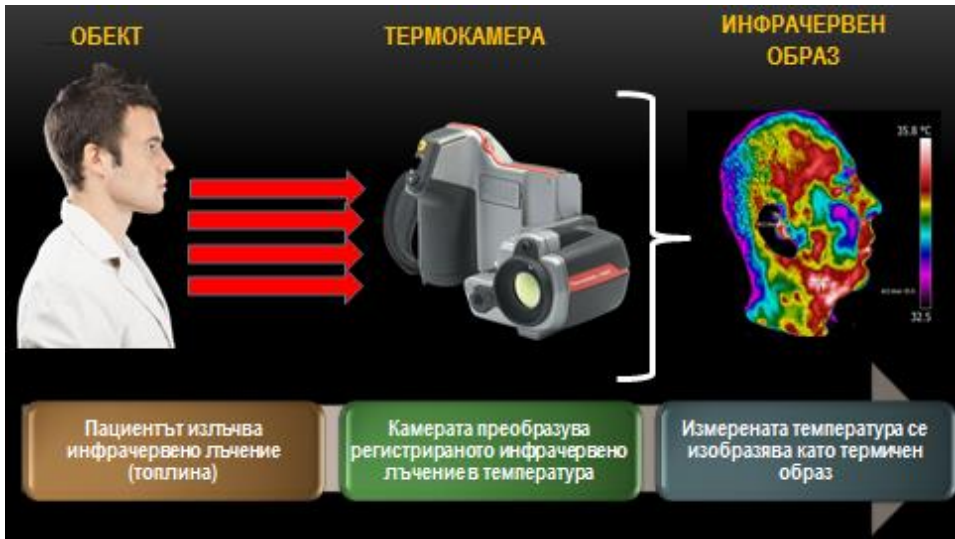 ОБЕКТ
ТЕРМОКАМЕРА
ИНФРАЧЕРВЕН
ОБРАЗ
35.8 °C
32.5
Пациентът излъчва
инфрачервено лъчение
(топлина)
Камерата преобразува
регистрираното инфрачервено
лъчение в температура
Измерената температура се
изобразява като термичен
образ